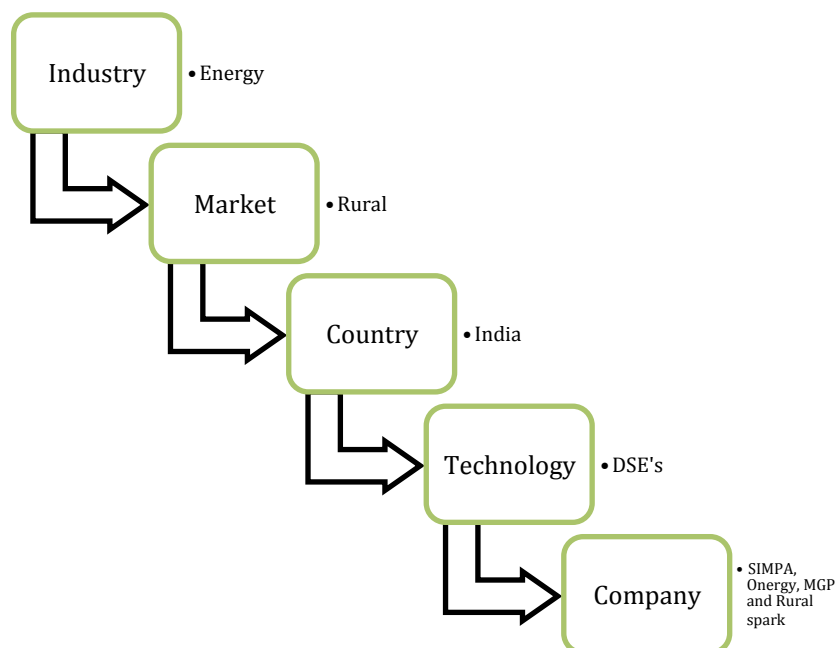 Industry
• Energy
Market
• Rural
Country
• India
Technology
• DSE's
Company
• SIMPA,
Onergy, MGP
and Rural
spark